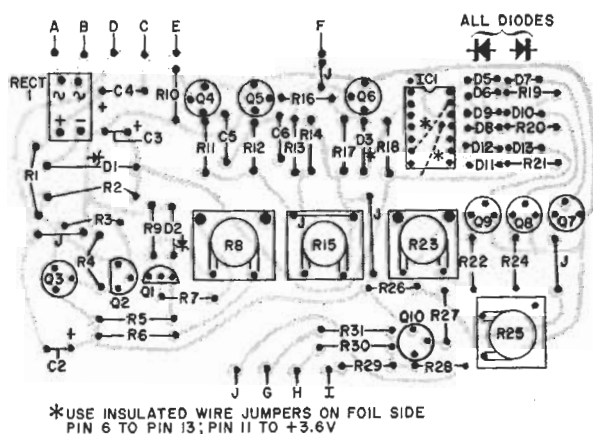 ALL DIODES
A B D C E F
RECT 1
C4
R10
Q4
Q5
R16
J
Q6
IC1
D5 D7
D6 R19
D9 D10
D8 R20
D12 D13
D11 R21
C3
R11
C5
R12
C6
R13
R14
R17
D3
*
R18
*
*
R1
D1
R2
R3
J
R4
R9
D2
*
R8
J
R15
J
R23
Q9
Q8
Q7
Q3
Q2
Q1
R7
R26
R22
R24
J
R5
R6
C2
R31
R30
R29
Q10
R27
R28
R25
J G H I
*USE INSULATED WIRE JUMPERS ON FOIL SIDE
PIN 6 TO PIN 13; PIN 11 TO +3.6V